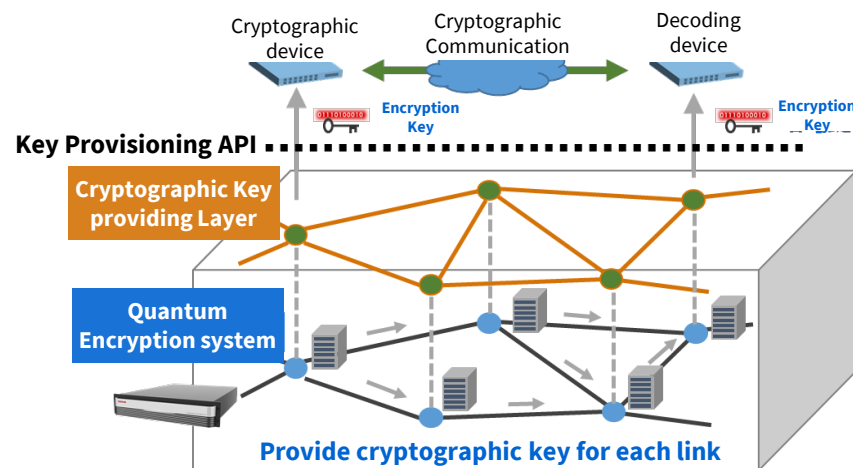 Cryptographic
device
Cryptographic
Communication
Decoding
device
01110100010
Encryption
Key
01110100010
Encryption
Key
Key Provisioning API
Cryptographic Key
providing Layer
Quantum
Encryption system
Provide cryptographic key for each link